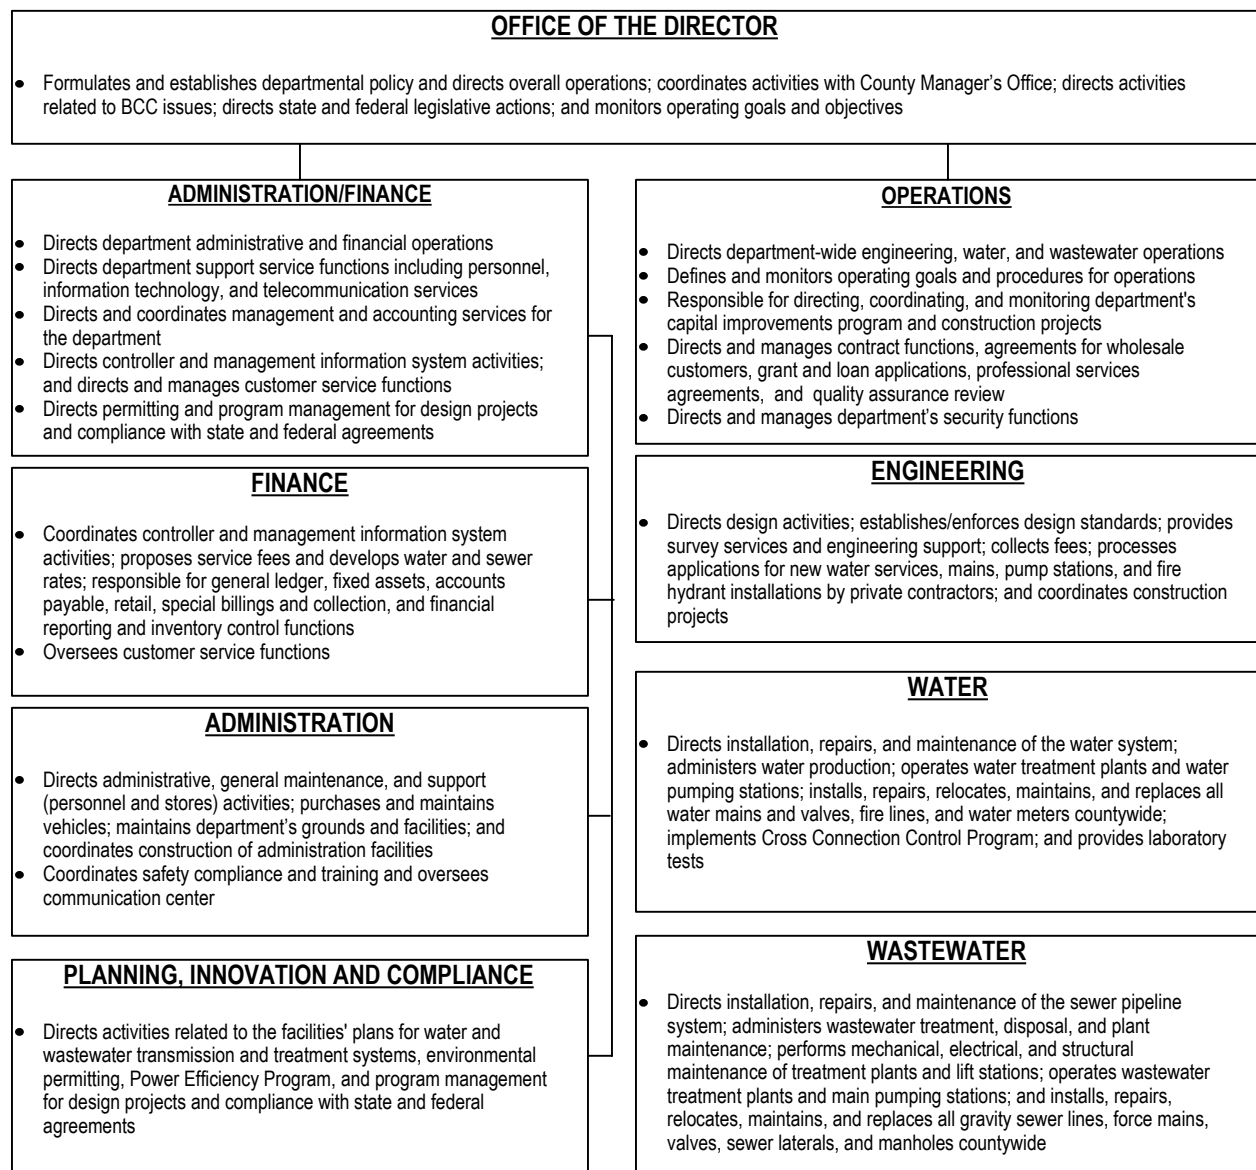 OFFICE OF THE DIRECTOR
• Formulates and establishes departmental policy and directs overall operations; coordinates activities with County Manager’s Office; directs activities
related to BCC issues; directs state and federal legislative actions; and monitors operating goals and objectives
ADMINISTRATION/FINANCE
• Directs department administrative and financial operations
• Directs department support service functions including personnel,
information technology, and telecommunication services
• Directs and coordinates management and accounting services for
the department
• Directs controller and management information system activities;
and directs and manages customer service functions
• Directs permitting and program management for design projects
and compliance with state and federal agreements
FINANCE
• Coordinates controller and management information system
activities; proposes service fees and develops water and sewer
rates; responsible for general ledger, fixed assets, accounts
payable, retail, special billings and collection, and financial
reporting and inventory control functions
• Oversees customer service functions
ADMINISTRATION
• Directs administrative, general maintenance, and support
(personnel and stores) activities; purchases and maintains
vehicles; maintains department’s grounds and facilities; and
coordinates construction of administration facilities
• Coordinates safety compliance and training and oversees
communication center
PLANNING, INNOVATION AND COMPLIANCE
• Directs activities related to the facilities' plans for water and
wastewater transmission and treatment systems, environmental
permitting, Power Efficiency Program, and program management
for design projects and compliance with state and federal
agreements
OPERATIONS
• Directs department-wide engineering, water, and wastewater operations
• Defines and monitors operating goals and procedures for operations
• Responsible for directing, coordinating, and monitoring department's
capital improvements program and construction projects
• Directs and manages contract functions, agreements for wholesale
customers, grant and loan applications, professional services
agreements, and quality assurance review
• Directs and manages department’s security functions
ENGINEERING
• Directs design activities; establishes/enforces design standards; provides
survey services and engineering support; collects fees; processes
applications for new water services, mains, pump stations, and fire
hydrant installations by private contractors; and coordinates construction
projects
WATER
• Directs installation, repairs, and maintenance of the water system;
administers water production; operates water treatment plants and water
pumping stations; installs, repairs, relocates, maintains, and replaces all
water mains and valves, fire lines, and water meters countywide;
implements Cross Connection Control Program; and provides laboratory
tests
WASTEWATER
• Directs installation, repairs, and maintenance of the sewer pipeline
system; administers wastewater treatment, disposal, and plant
maintenance; performs mechanical, electrical, and structural
maintenance of treatment plants and lift stations; operates wastewater
treatment plants and main pumping stations; and installs, repairs,
relocates, maintains, and replaces all gravity sewer lines, force mains,
valves, sewer laterals, and manholes countywide